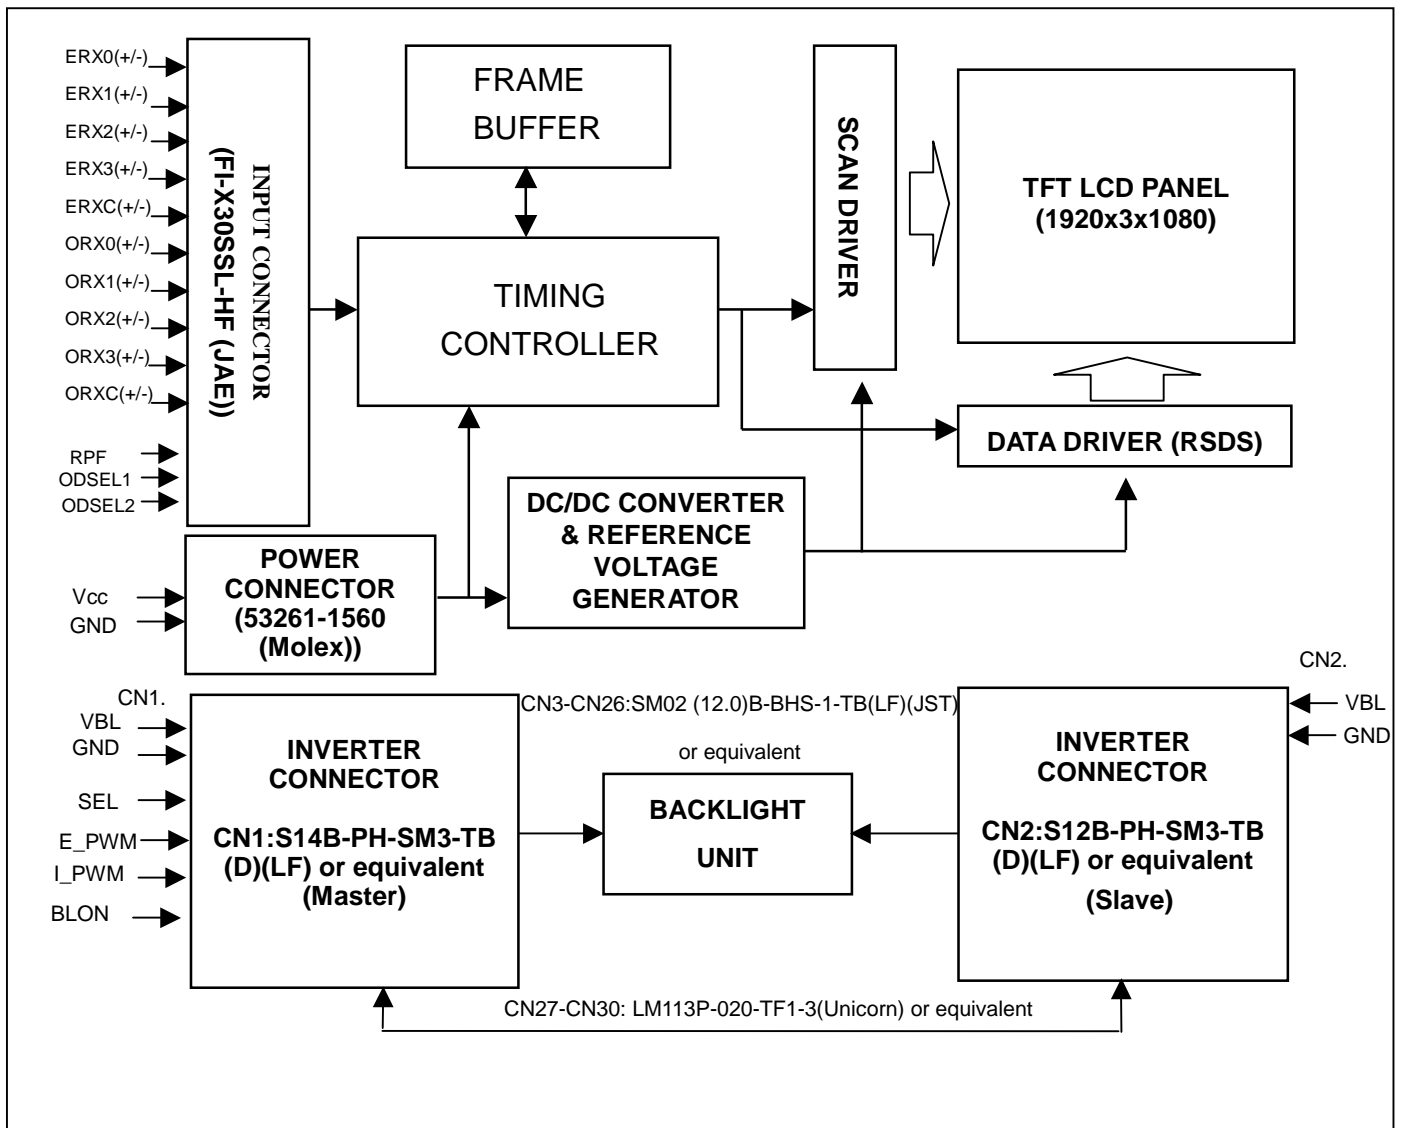 ERX0(+/-)
ERX1(+/-)
ERX2(+/-)
ERX3(+/-)
ERXC(+/-)
ORX0(+/-)
ORX1(+/-)
ORX2(+/-)
ORX3(+/-)
ORXC(+/-)
RPF
ODSEL1
ODSEL2
INPUT CONNECTOR
(FI-X30SSL-HF (JAE))
FRAME
BUFFER
TIMING
CONTROLLER
SCAN DRIVER
TFT LCD PANEL
(1920x3x1080)
DATA DRIVER (RSDS)
DC/DC CONVERTER
& REFERENCE
VOLTAGE
GENERATOR
Vcc
GND
POWER
CONNECTOR
(53261-1560
(Molex))
CN1.
VBL
GND
SEL
E_PWM
I_PWM
BLON
INVERTER
CONNECTOR
CN1:S14B-PH-SM3-TB
(D)(LF) or equivalent
(Master)
CN3-CN26:SM02 (12.0)B-BHS-1-TB(LF)(JST)
or equivalent
BACKLIGHT
UNIT
CN2.
VBL
GND
INVERTER
CONNECTOR
CN2:S12B-PH-SM3-TB
(D)(LF) or equivalent
(Slave)
CN27-CN30: LM113P-020-TF1-3(Unicorn) or equivalent